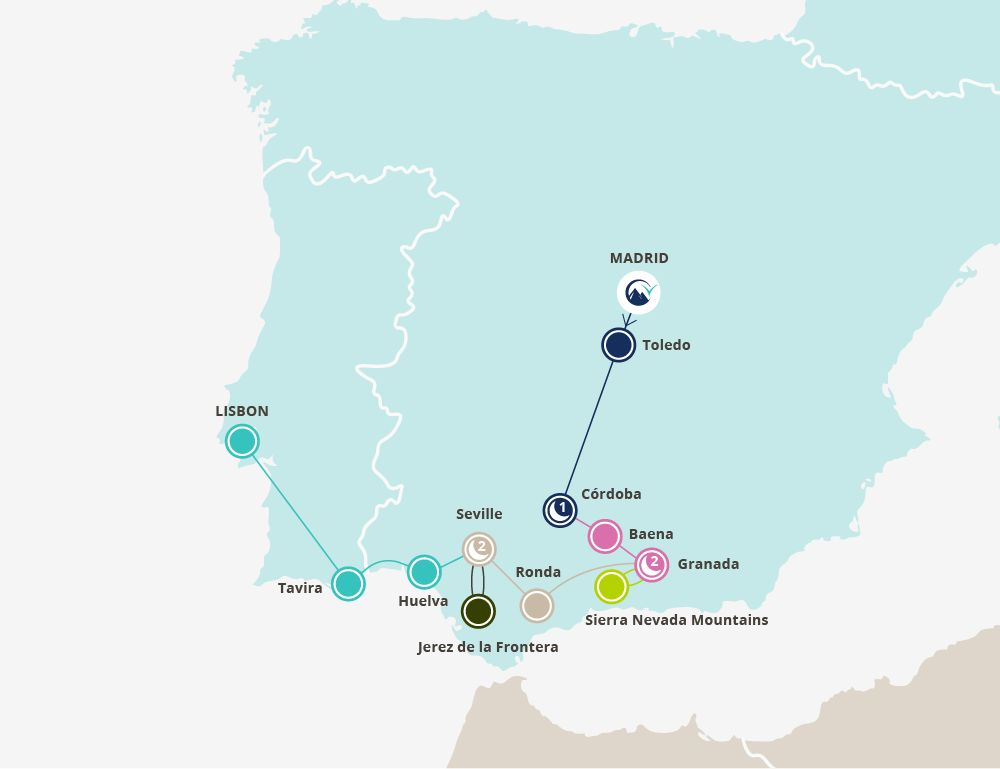 MADRID
Toledo
LISBON
Córdoba
1
Seville
Baena
2
2
Granada
Ronda
Tavira
Huelva
Sierra Nevada Mountains
Jerez de la Frontera